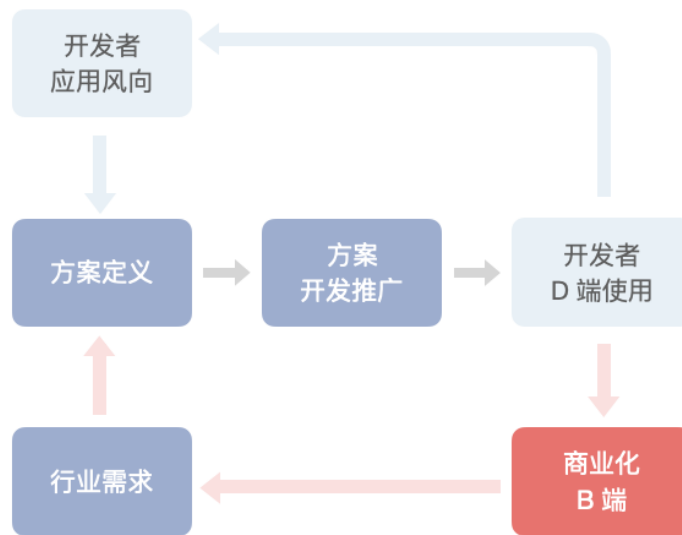 开发者
应用风向
方案定义
方案
开发推广
开发者
D 端使用
行业需求
商业化
B 端